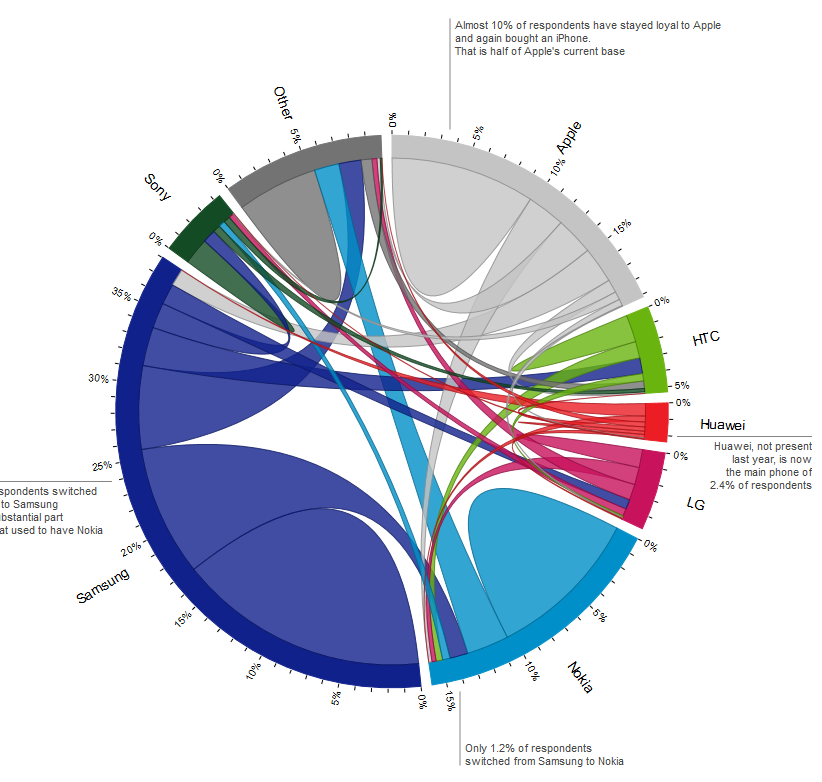 Almost 10% of respondents have stayed loyal to Apple
and again bought an iPhone.
That is half of Apple's current base
Other
5%
0%
Sony
0%
0%
5%
Apple
10%
15%
0%
HTC
5%
0%
Huawei
Huawei, not present
last year, is now
the main phone of
2.4% of respondents
0%
LG
0%
5%
Nokia
10%
15%
Only 1.2% of respondents
switched from Samsung to Nokia
35%
30%
25%
spondents switched
to Samsung
ubstantial part
at used to have Nokia
20%
Samsung
15%
10%
5%
0%